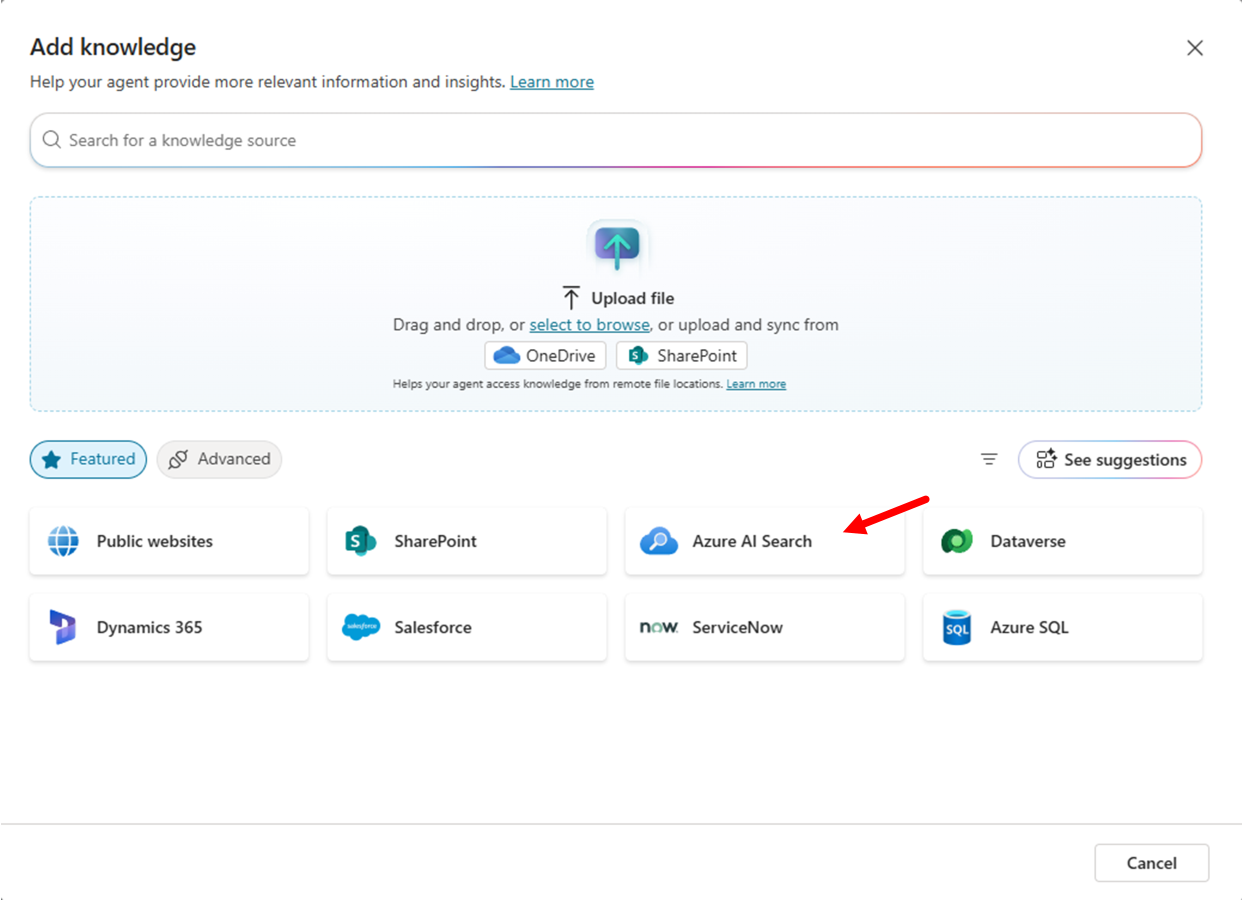 Add knowledge
Help your agent provide more relevant information and insights. Learn more
Search for a knowledge source
Upload file
Drag and drop, or select to browse, or upload and sync from
OneDrive
S SharePoint
Helps your agent access knowledge from remote file locations. Learn more
Featured
Advanced
See suggestions
Public websites
S SharePoint
Azure AI Search
Dataverse
Dynamics 365
salesforce Salesforce
now. ServiceNow
SQL Azure SQL
Cancel